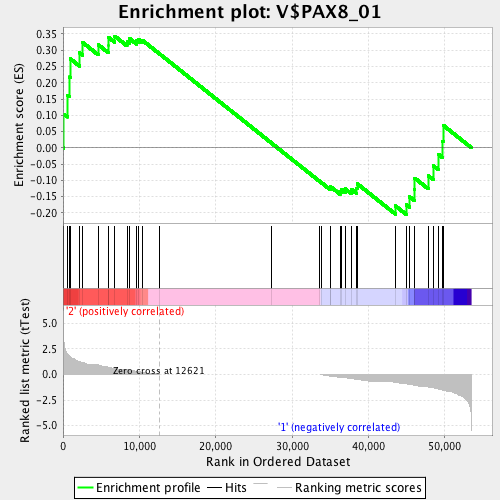 Enrichment plot: V$PAX8_01
Enrichment score (ES)
0.35
0.30
0.25
0.20
0.15
0.10
0.05
0.00
-0.05
-0.10
-0.15
-0.20
'2' (positively correlated)
Ranked list metric (tTest)
5.0
2.5
0.0
-2.5
-5.0
Zero cross at 12621
'1' (negatively correlated)
0
10,000
20,000
30,000
40,000
50,000
Rank in Ordered Dataset
Enrichment profile
Hits
Ranking metric scores